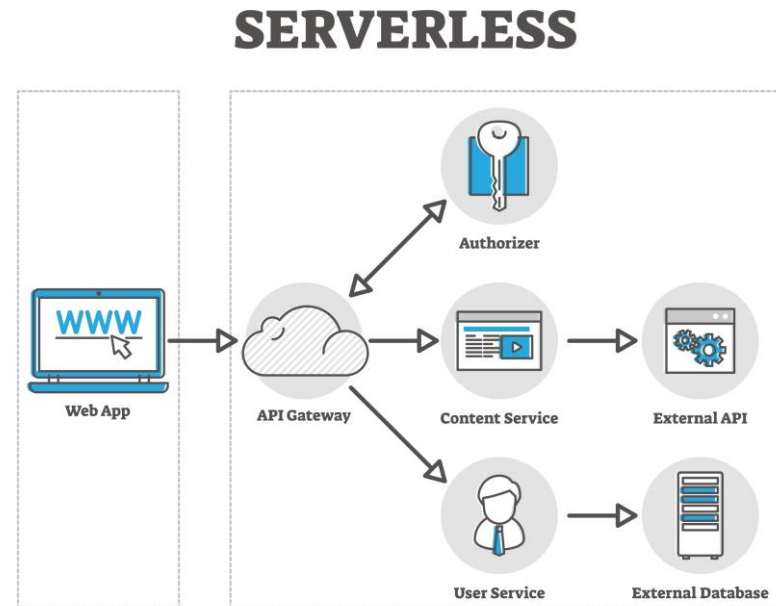 SERVERLESS
Authorizer
WWW
Web App
API Gateway
Content Service
External API
User Service
External Database